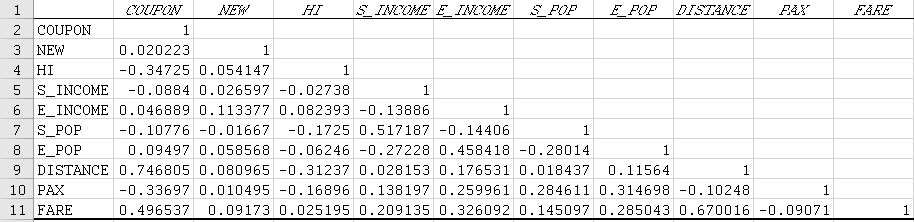 1 COUPON NEW HI S_INCOME E_INCOME S_POP E_POP DISTANCE PAX FARE
2 COUPON 1
3 NEW 0.020223 1
4 HI -0.34725 0.054147 1
5 S_INCOME -0.0884 0.026597 -0.02738 1
6 E_INCOME 0.046889 0.113377 0.082393 -0.13886 1
7 S_POP -0.10776 -0.01667 -0.1725 0.517187 -0.14406 1
8 E_POP 0.09497 0.058568 -0.06246 -0.27228 0.458418 -0.28014 1
9 DISTANCE 0.746805 0.080965 -0.31237 0.028153 0.176531 0.018437 0.11564 1
10 PAX -0.33697 0.010495 -0.16896 0.138197 0.259961 0.284611 0.314698 -0.10248 1
11 FARE 0.496537 0.09173 0.025195 0.209135 0.326092 0.145097 0.285043 0.670016 -0.09071 1